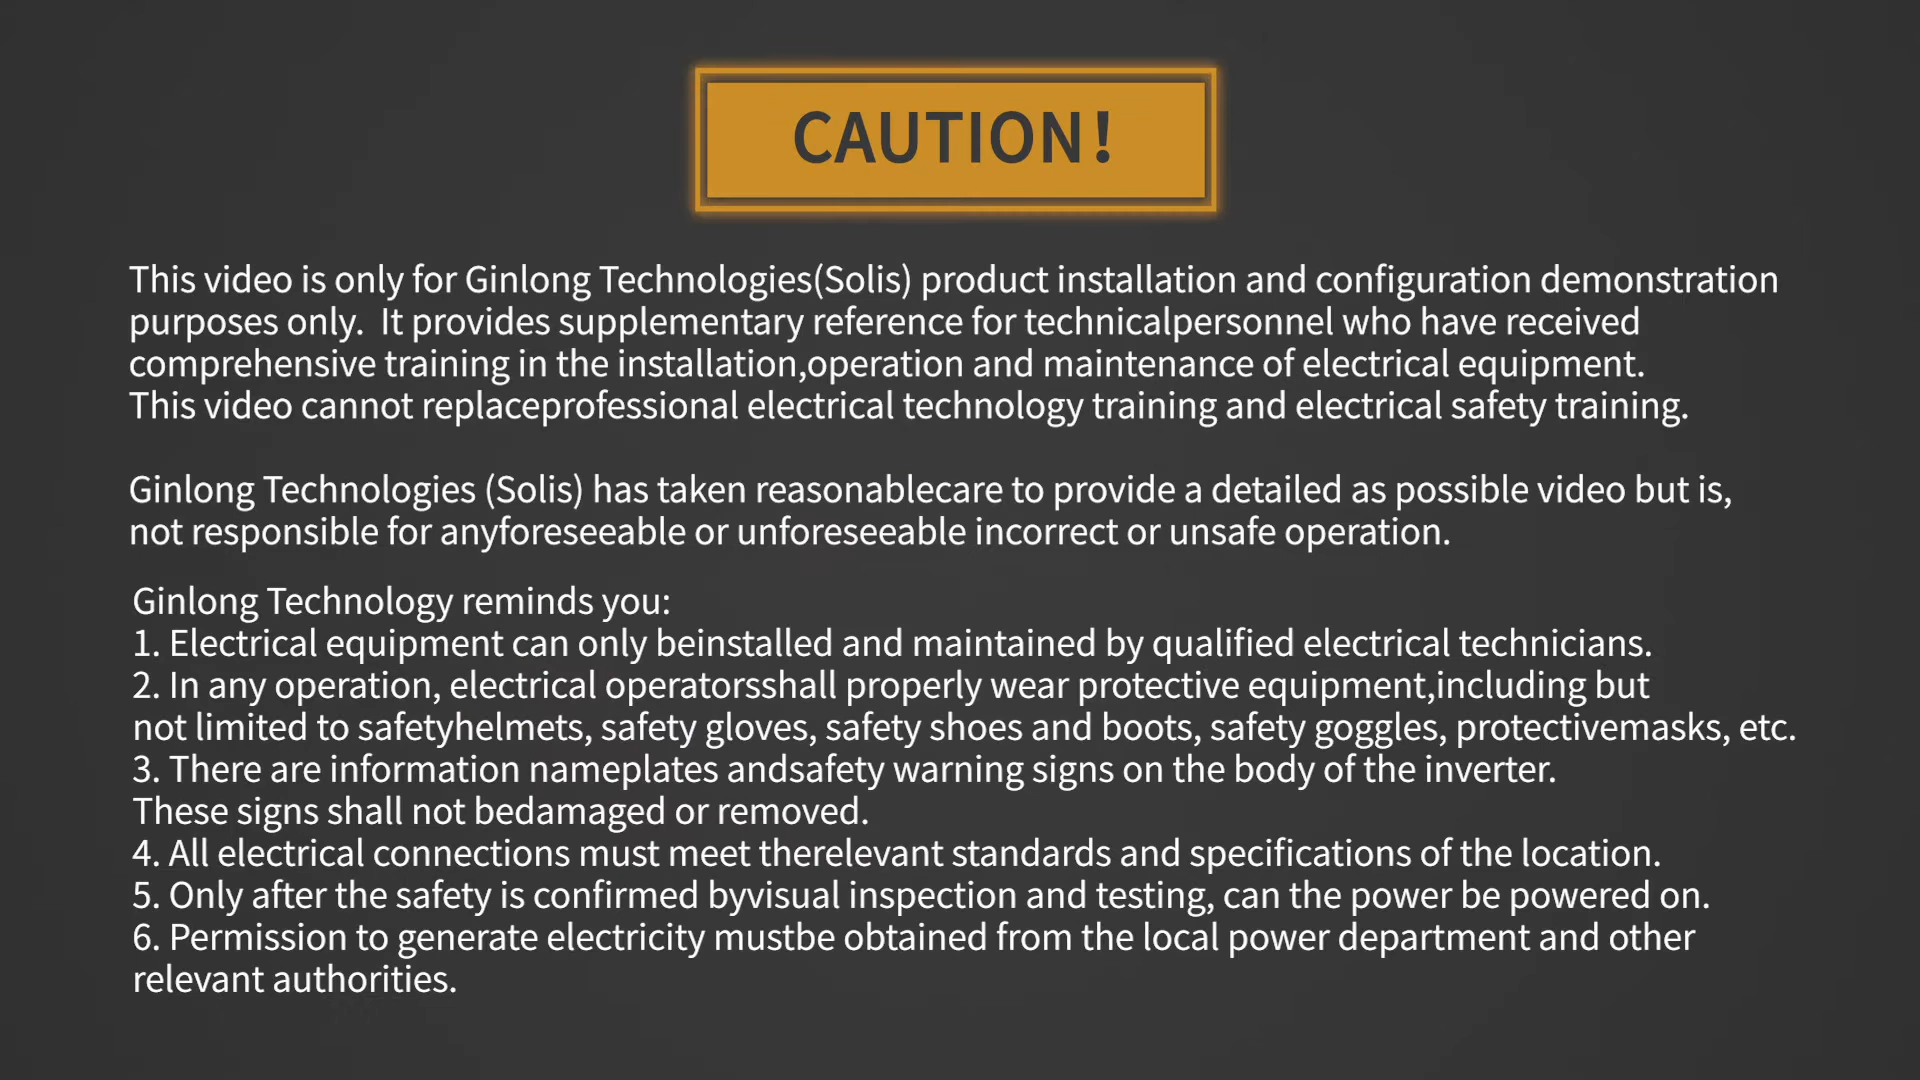 CAUTION!
This video is only for Ginlong Technologies(Solis) product installation and configuration demonstration
purposes only.  It provides supplementary reference for technicalpersonnel who have received
comprehensive training in the installation,operation and maintenance of electrical equipment.
This video cannot replaceprofessional electrical technology training and electrical safety training.
Ginlong Technologies (Solis) has taken reasonablecare to provide a detailed as possible video but is,
not responsible for anyforeseeable or unforeseeable incorrect or unsafe operation.
Ginlong Technology reminds you:
1. Electrical equipment can only beinstalled and maintained by qualified electrical technicians.
2. In any operation, electrical operatorsshall properly wear protective equipment,including but
not limited to safetyhelmets, safety gloves, safety shoes and boots, safety goggles, protectivemasks, etc.
3. There are information nameplates andsafety warning signs on the body of the inverter.
These signs shall not bedamaged or removed.
4. All electrical connections must meet therelevant standards and specifications of the location.
5. Only after the safety is confirmed byvisual inspection and testing, can the power be powered on.
6. Permission to generate electricity mustbe obtained from the local power department and other
relevant authorities.